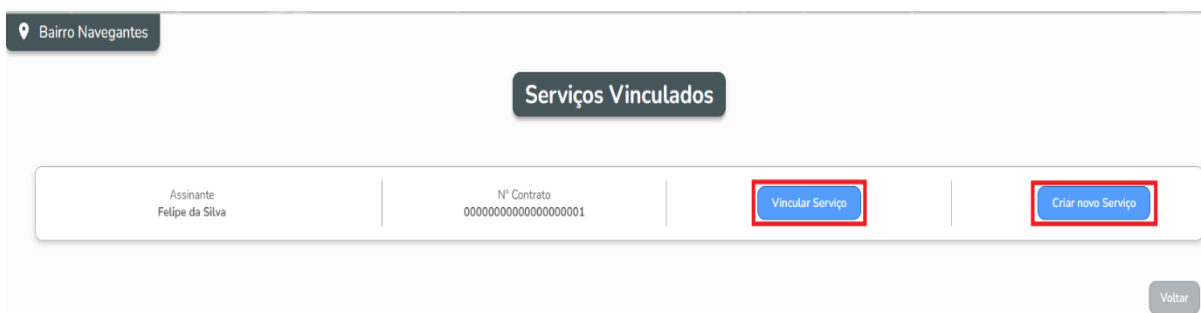 Bairro Navegantes
Serviços Vinculados
Assinante
Felipe da Silva
Nº Contrato
00000000000000000001
Vincular Serviço
Criar novo Serviço
Voltar